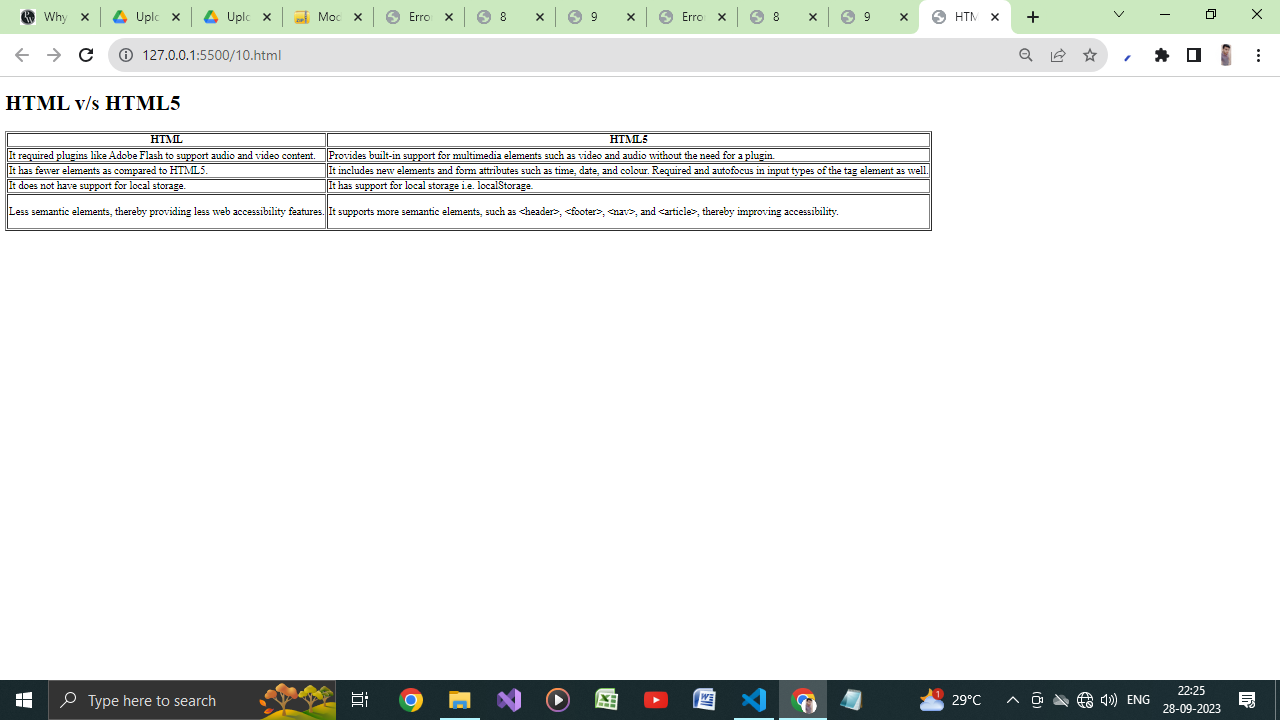 Why
Uplo
Uplo
Mod
Erro
8
9
Error
8
9
HTM
127.0.0.1:5500/10.html
HTML v/s HTML5
HTML HTML5
It required plugins like Adobe Flash to support audio and video content. Provides built-in support for multimedia elements such as video and audio without the need for a plugin.
It has fewer elements as compared to HTML5. It includes new elements and form attributes such as time, date, and colour. Required and autofocus in input types of the tag element as well.
It does not have support for local storage. It has support for local storage i.e. localStorage.
Less semantic elements, thereby providing less web accessibility features. It supports more semantic elements, such as <header>, <footer>, <nav>, and <article>, thereby improving accessibility.
Type here to search
1
29°C
ENG
22:25
28-09-2023